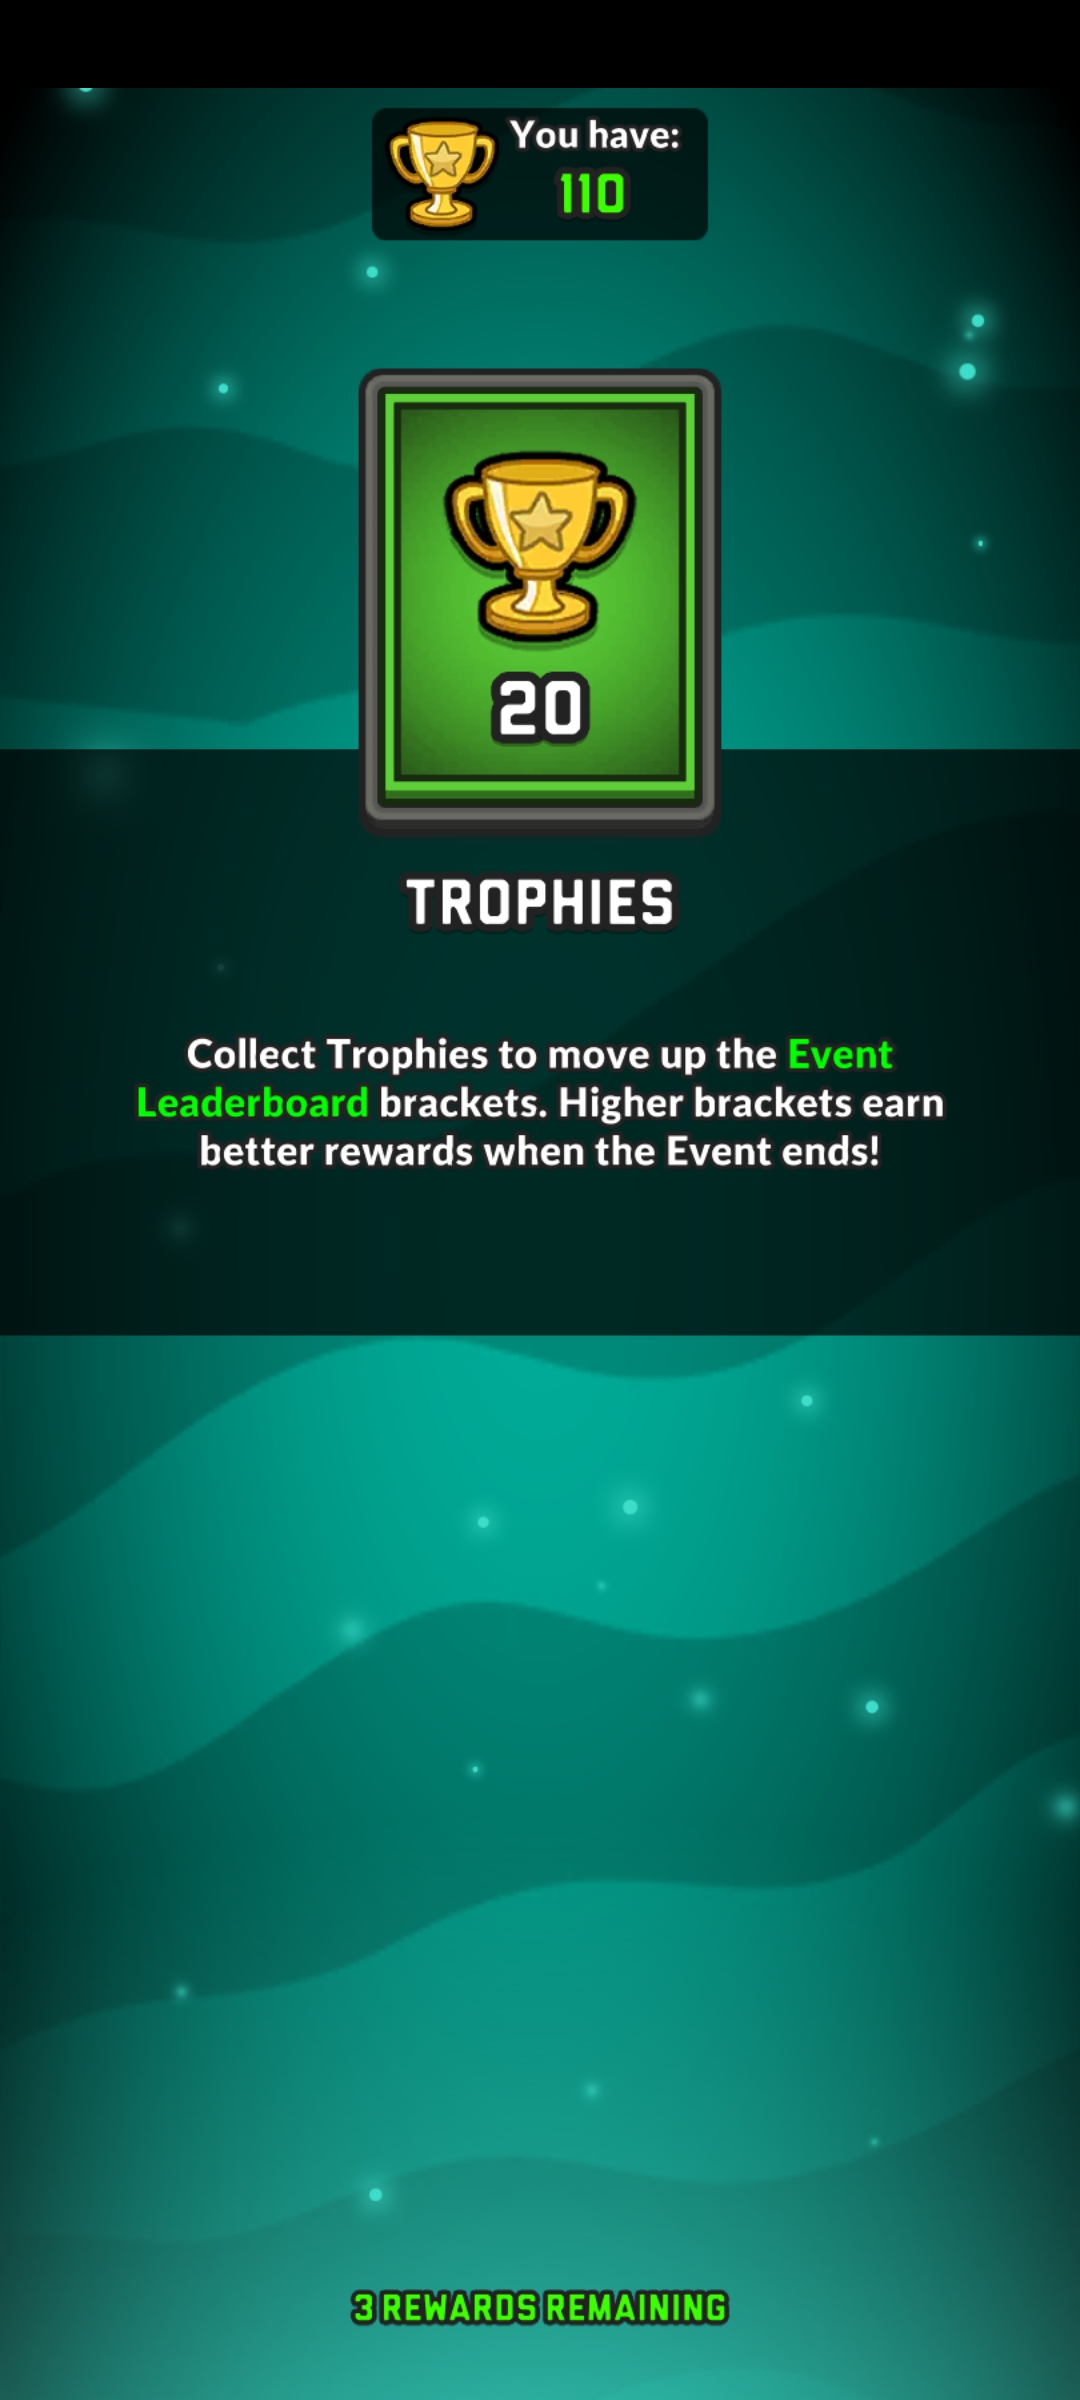 You have:
110
20
TROPHIES
Collect Trophies to move up the Event
Leaderboard brackets. Higher brackets earn
better rewards when the Event ends!
3 REWARDS REMAINING